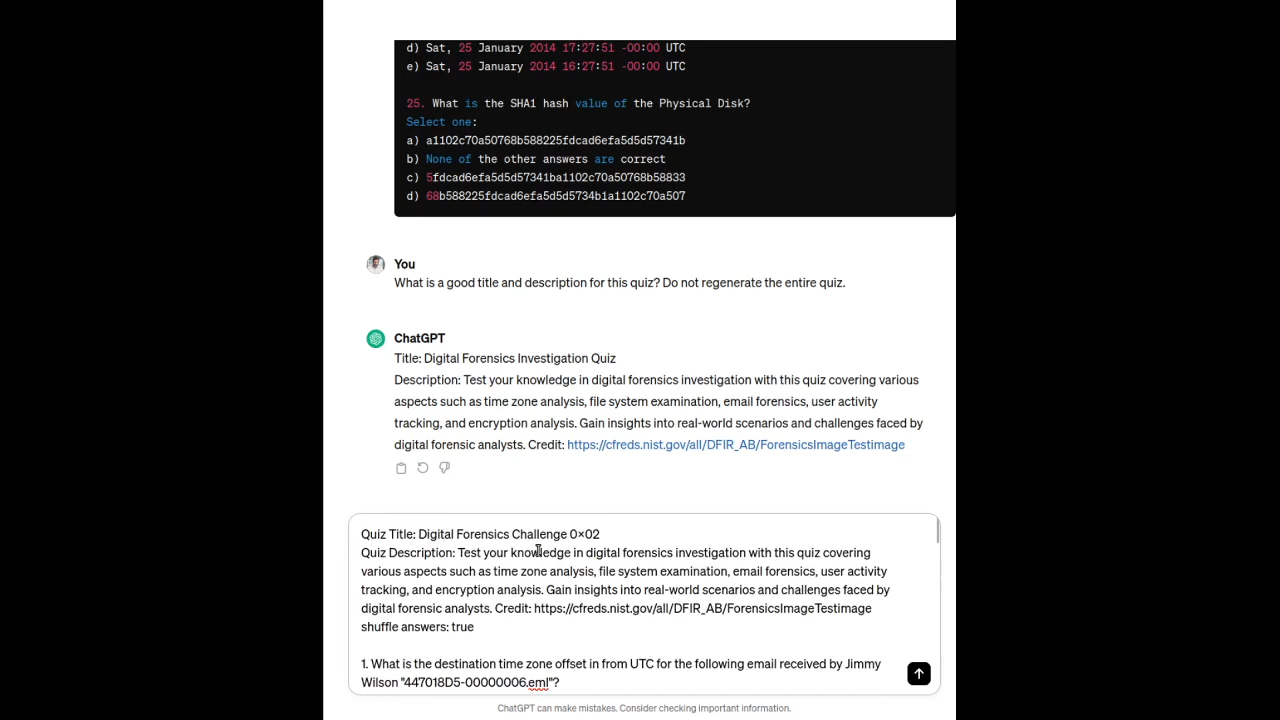 d) Sat, 25 January 2014 17:27:51 -00:00 UTC
e) Sat, 25 January 2014 16:27:51 -00:00 UTC
25. What is the SHA1 hash value of the Physical Disk?
Select one:
a) a1102c70a50768b588225fdcad6efa5d5d57341b
b) None of the other answers are correct
c) 5fdcad6efa5d5d57341ba1102c70a50768b58833
d) 68b588225fdcad6efa5d5d5734b1a1102c70a507
You
What is a good title and description for this quiz? Do not regenerate the entire quiz.
ChatGPT
Title: Digital Forensics Investigation Quiz
Description: Test your knowledge in digital forensics investigation with this quiz covering various
aspects such as time zone analysis, file system examination, email forensics, user activity
tracking, and encryption analysis. Gain insights into real-world scenarios and challenges faced by
digital forensic analysts. Credit: https://cfreds.nist.gov/all/DFIR_AB/ForensicsImageTestimage
Quiz Title: Digital Forensics Challenge 0×02
Quiz Description: Test your knowledge in digital forensics investigation with this quiz covering
various aspects such as time zone analysis, file system examination, email forensics, user activity
tracking, and encryption analysis. Gain insights into real-world scenarios and challenges faced by
digital forensic analysts. Credit: https://cfreds.nist.gov/all/DFIR_AB/ForensicsImageTestimage
shuffle answers: true
1. What is the destination time zone offset in from UTC for the following email received by Jimmy
Wilson "447018D5-00000006.eml"?
ChatGPT can make mistakes. Consider checking important information.